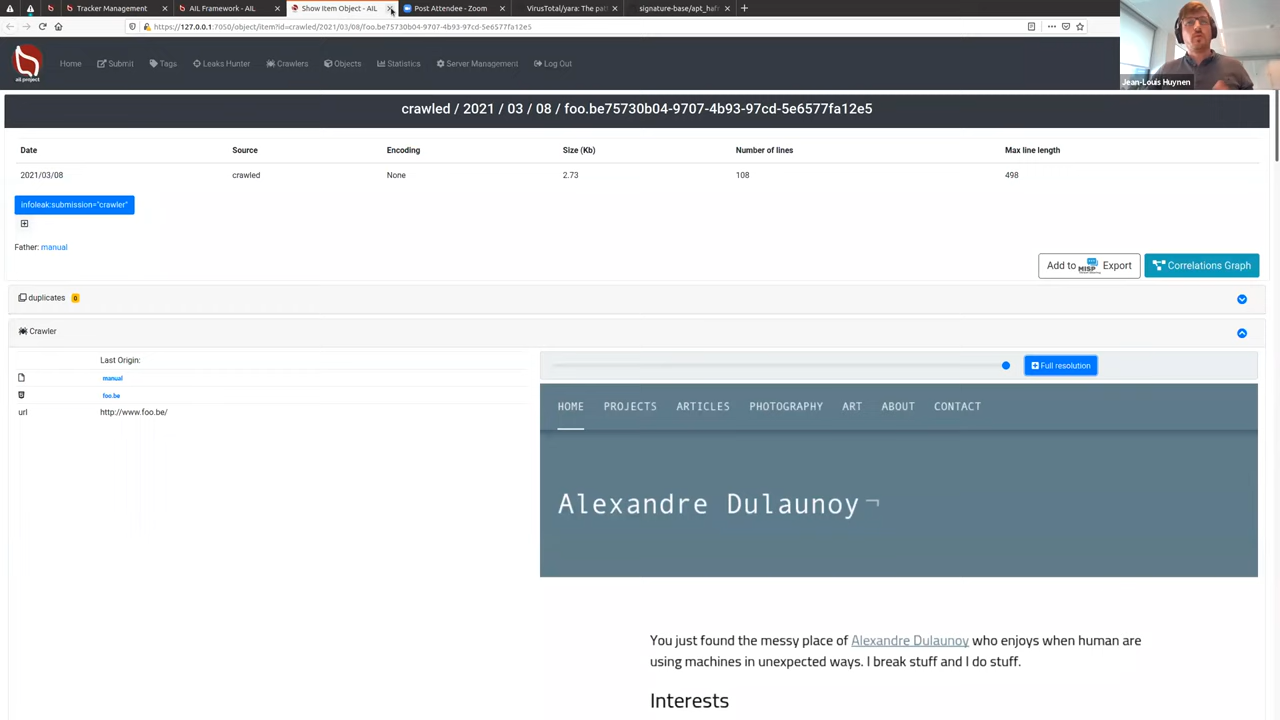 Tracker Management
AIL Framework - AIL
Show Item Object - AIL
Post Attendee - Zoom
VirusTotal/yara: The pat
signature-base/apt_haf
https://127.0.0.1:7050/object/item?id=crawled/2021/03/08/foo.be75730b04-9707-4b93-97cd-5e6577fa12e5
ail project
Home
Submit
Tags
Leaks Hunter
Crawlers
Objects
Statistics
Server Management
Log Out
Jean-Louis Huynen
crawled / 2021 / 03 / 08 / foo.be75730b04-9707-4b93-97cd-5e6577fa12e5
Date Source Encoding Size (Kb) Number of lines Max line length
2021/03/08 crawled None 2.73 108 498
infoleak:submission="crawler"
Father: manual
Add to MISP Export
Correlations Graph
duplicates 0
Crawler
Last Origin:
manual
foo.be
url http://www.foo.be/
Full resolution
HOME PROJECTS ARTICLES PHOTOGRAPHY ART ABOUT CONTACT
Alexandre Dulaunoy¬
You just found the messy place of Alexandre Dulaunoy who enjoys when human are
using machines in unexpected ways. I break stuff and I do stuff.
Interests